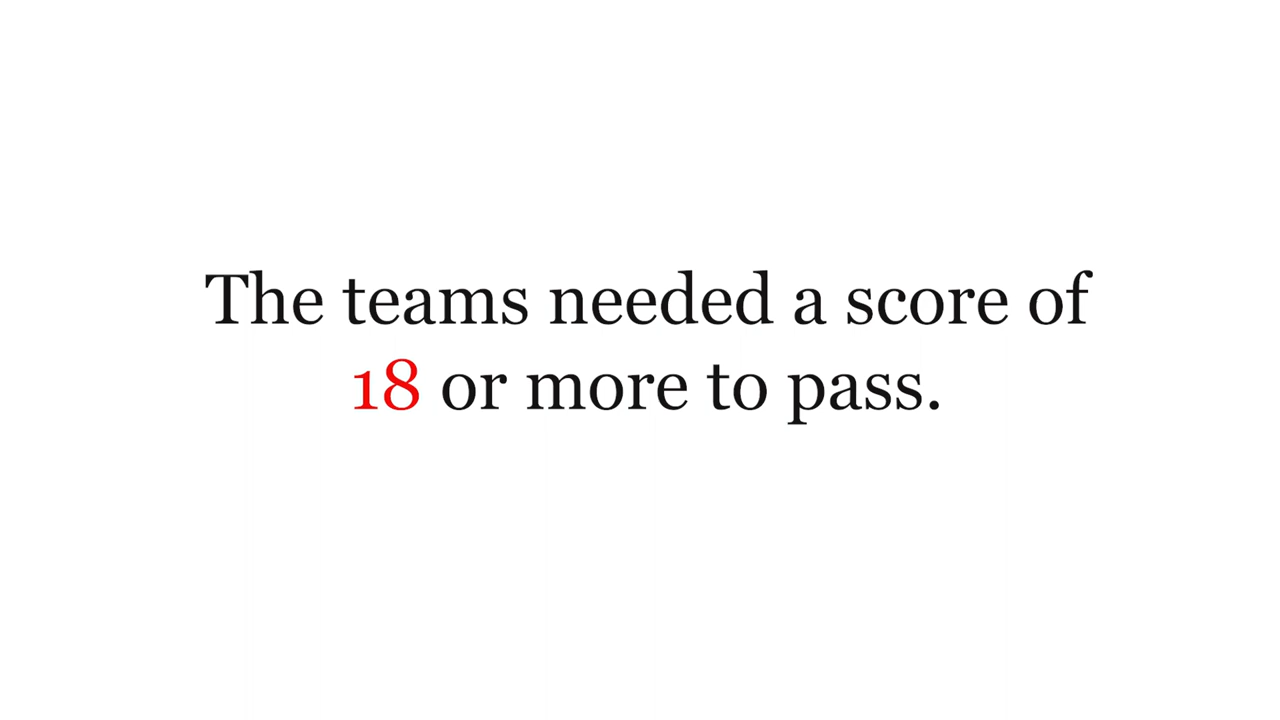 The teams needed a score of
18 or more to pass.